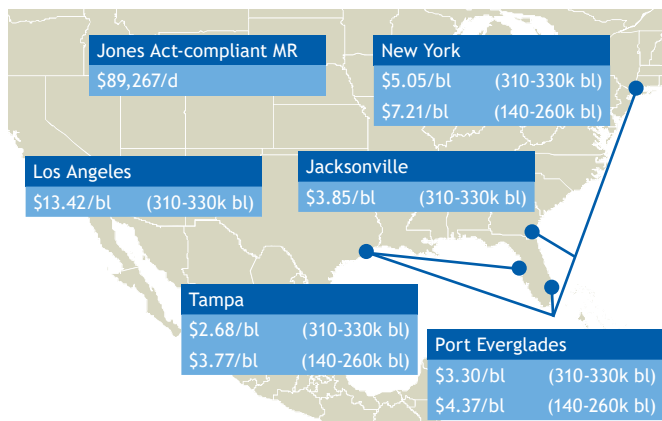 Jones Act-compliant MR
$89,267/d
New York
$5.05/bl (310-330k bl)
$7.21/bl (140-260k bl)
Los Angeles
$13.42/bl (310-330k bl)
Jacksonville
$3.85/bl (310-330k bl)
Tampa
$2.68/bl (310-330k bl)
$3.77/bl (140-260k bl)
Port Everglades
$3.30/bl (310-330k bl)
$4.37/bl (140-260k bl)